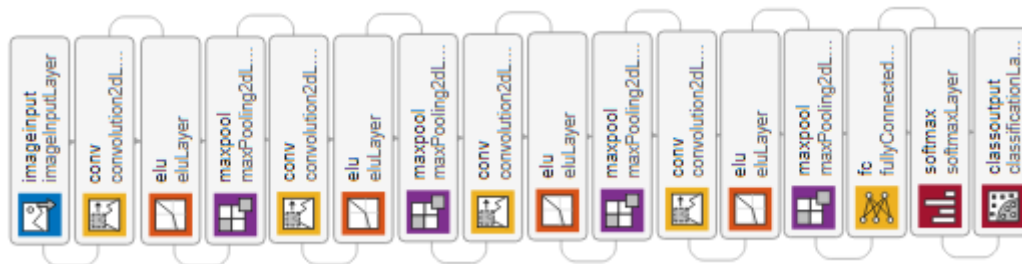 imageinput
imageInputLayer
conv
convolution2dL...
elu
eluLayer
maxpool
maxPooling2dL...
conv
convolution2dL...
elu
eluLayer
maxpool
maxPooling2dL...
conv
convolution2dL...
elu
eluLayer
maxpool
maxPooling2dL...
conv
convolution2dL...
elu
eluLayer
maxpool
maxPooling2dL...
fc
fullyConnected...
softmax
softmaxLayer
classoutput
classificationLa...